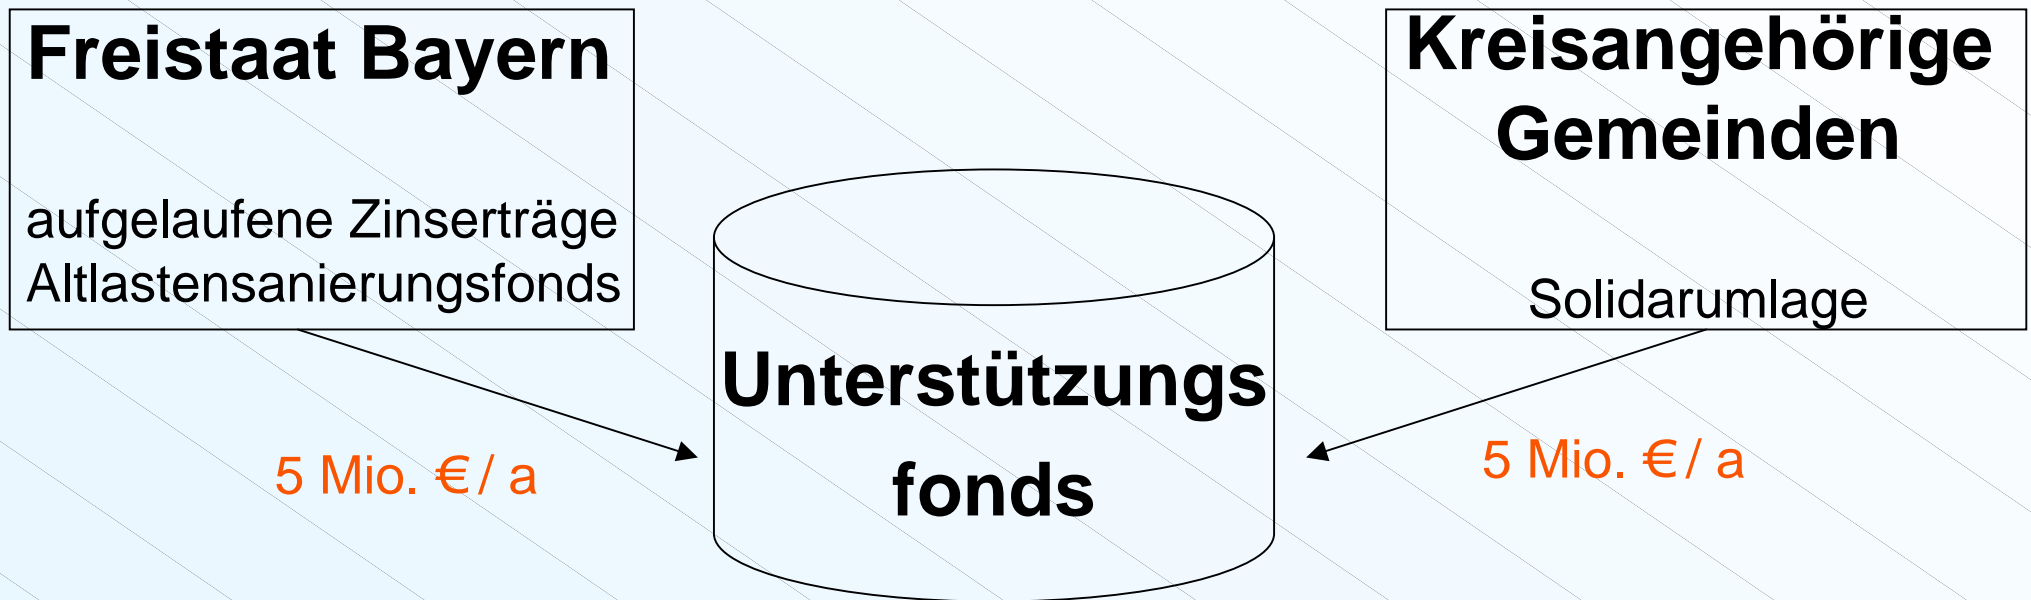 Freistaat Bayern
aufgelaufene Zinserträge
Altlastensanierungsfonds
5 Mio. € / a
Unterstützungs
fonds
Kreisangehörige
Gemeinden
Solidarumlage
5 Mio. € / a